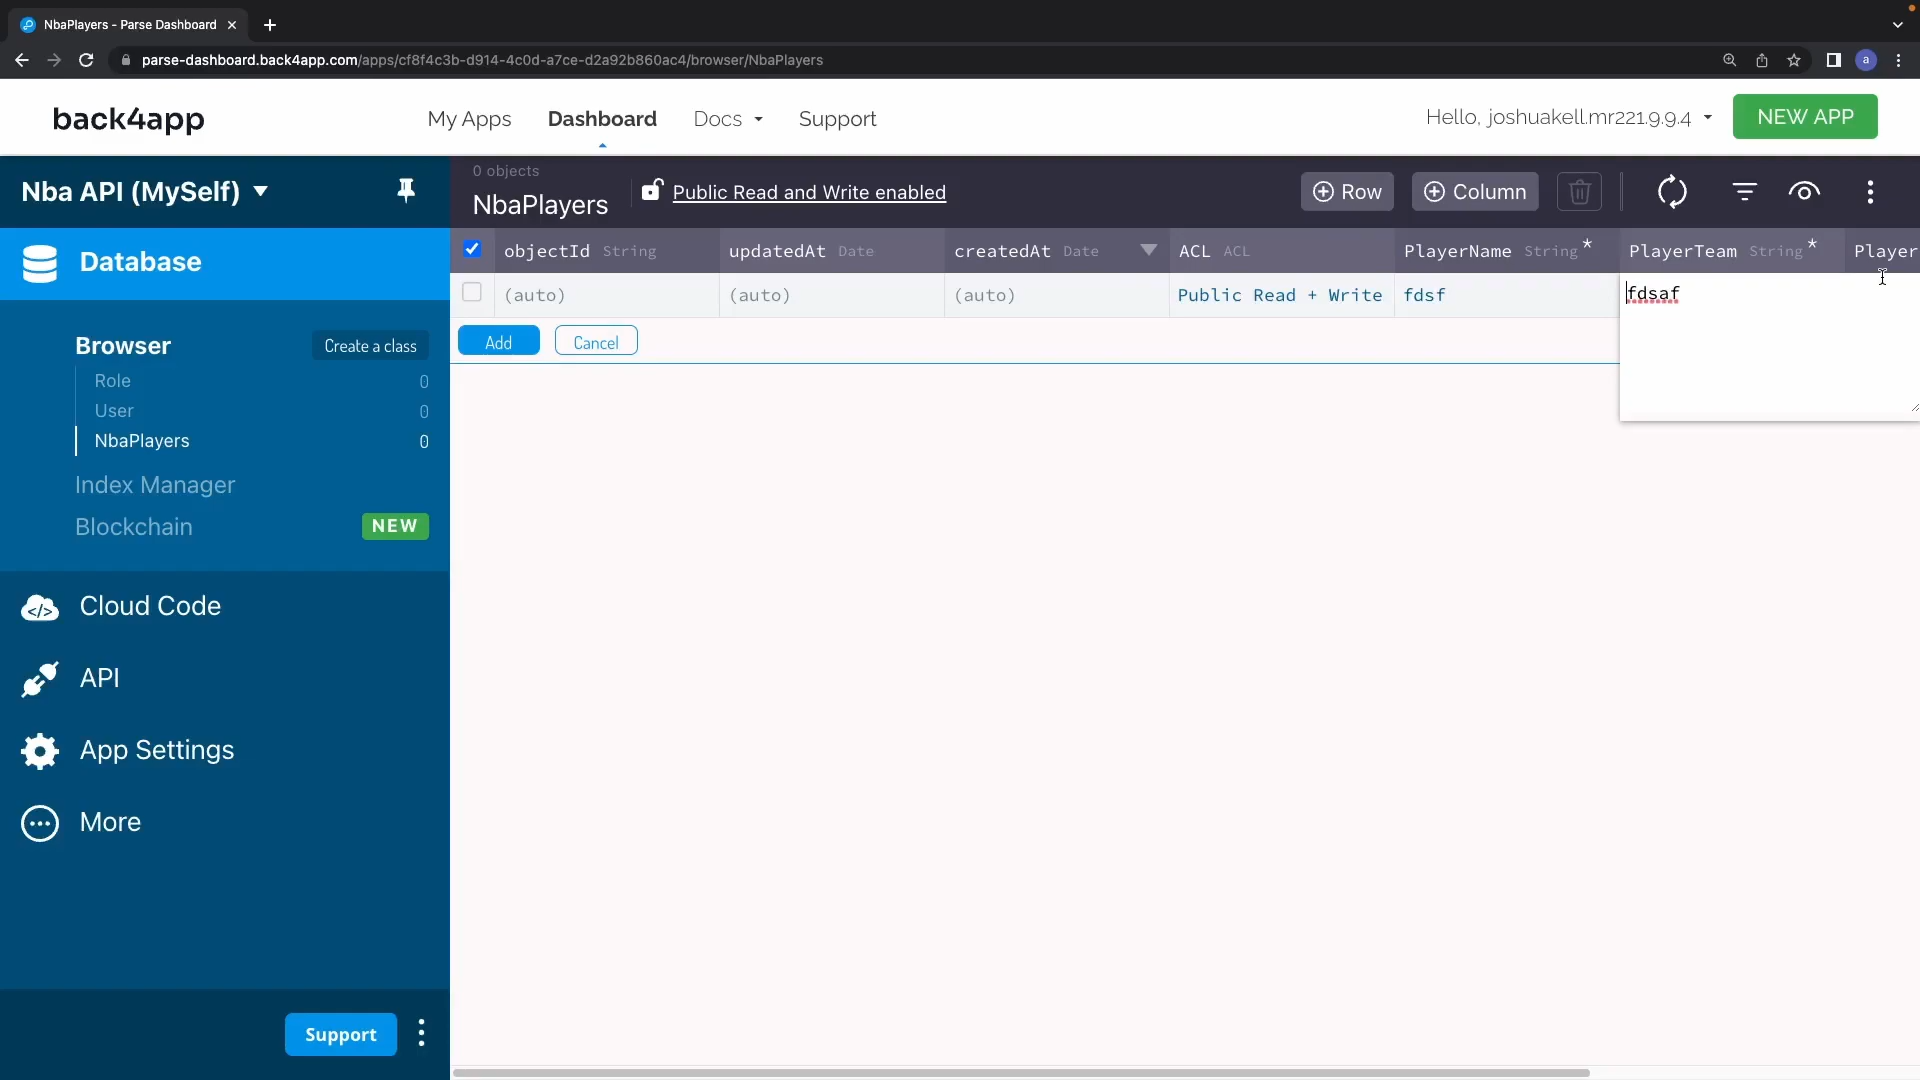 NbaPlayers - Parse Dashboard
parse-dashboard.back4app.com/apps/cf8f4c3b-d914-4c0d-a7ce-d2a92b860ac4/browser/NbaPlayers
a
back4app
My Apps
Dashboard
Docs
Support
Hello, joshuakell.mr221.9.9.4
NEW APP
Nba API (MySelf)
0 objects
NbaPlayers
Public Read and Write enabled
Row
Column
Database
objectId String
updatedAt Date
createdAt Date
ACL ACL
PlayerName String *
PlayerTeam String *
Player
(auto)
(auto)
(auto)
Public Read + Write
fdsf
fdsaf
Add
Cancel
Browser
Create a class
Role 0
User 0
NbaPlayers 0
Index Manager
Blockchain NEW
Cloud Code
API
App Settings
More
Support